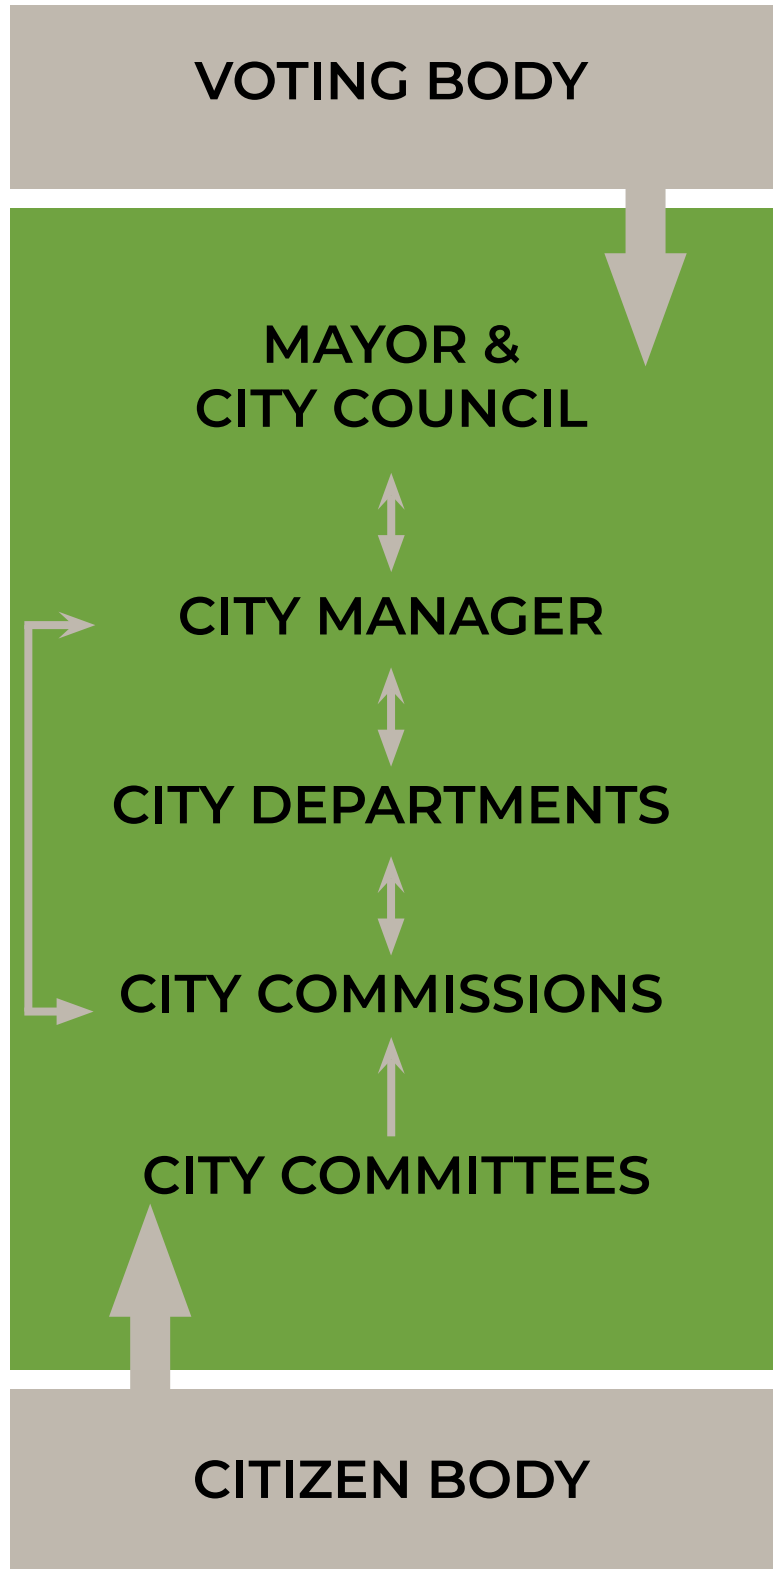 VOTING BODY
MAYOR &
CITY COUNCIL
CITY MANAGER
CITY DEPARTMENTS
CITY COMMISSIONS
CITY COMMITTEES
CITIZEN BODY